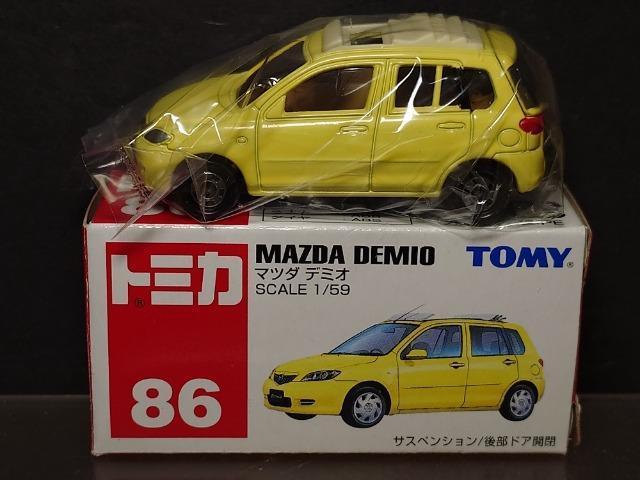 トミカ®
MAZDA DEMIO
マツダ デミオ
SCALE 1/59
TOMY®
86
サスペンション/後部ドア開閉